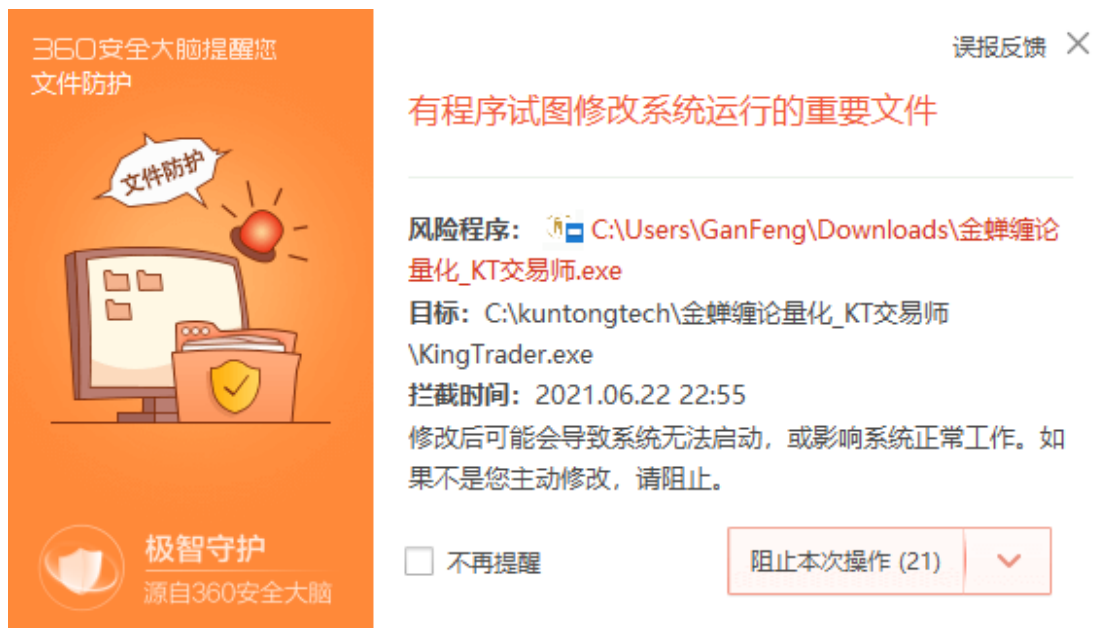 360安全大脑提醒您
文件防护
文件防护
极智守护
源自360安全大脑
误报反馈
有程序试图修改系统运行的重要文件
风险程序： C:\Users\GanFeng\Downloads\金蝉缠论
量化_KT交易师.exe
目标：C:\kuntongtech\金蝉缠论量化_KT交易师
\KingTrader.exe
拦截时间：2021.06.22 22:55
修改后可能会导致系统无法启动，或影响系统正常工作。如
果不是您主动修改，请阻止。
不再提醒
阻止本次操作 (21)